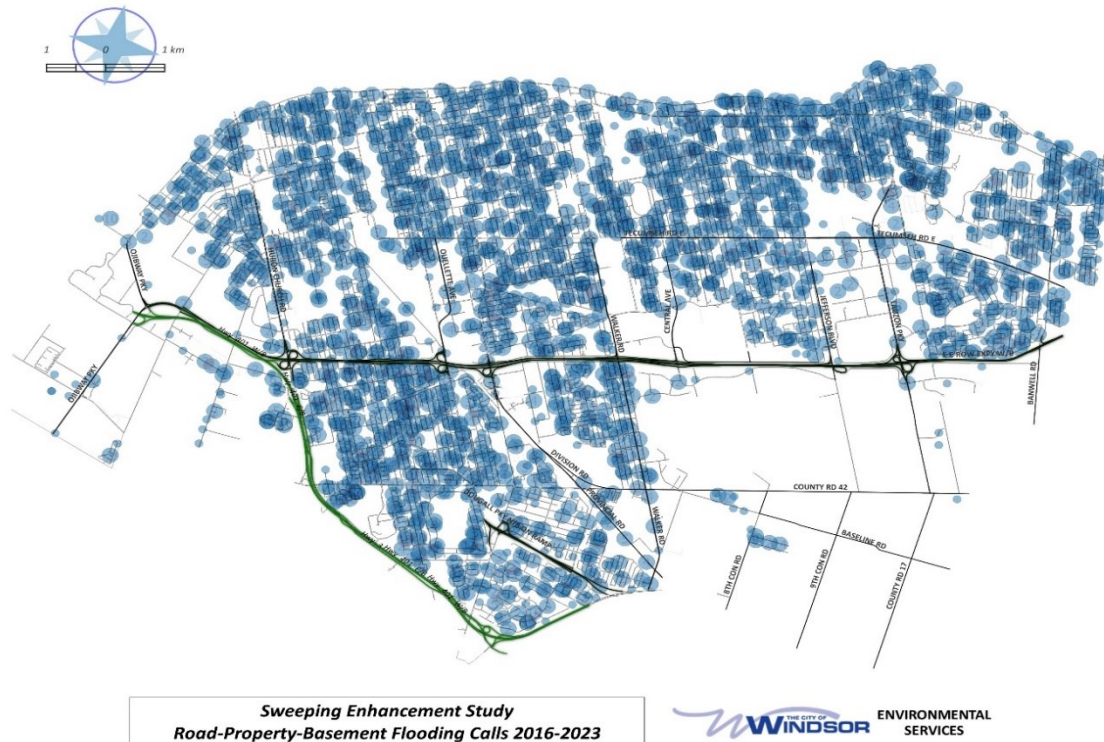 1 0 1 km
TECUMSEH RD E
TECUMSEH RD E
OJIBWAY PKY
HURON CHURCH RD
OUELLETTE AVE
WALKER RD
CENTRAL AVE
JEFFERSON BLVD
LAUZON PKY
E C ROW EXPY W/B
BANWELL RD
OJIBWAY PKY
DIVISION RD
PROVINCIAL RD
COUNTY RD 42
WALKER RD
BASELINE RD
8TH CON RD
9TH CON RD
COUNTY RD 17
Sweeping Enhancement Study
Road-Property-Basement Flooding Calls 2016-2023
THE CITY OF
WINDSOR
ENVIRONMENTAL
SERVICES